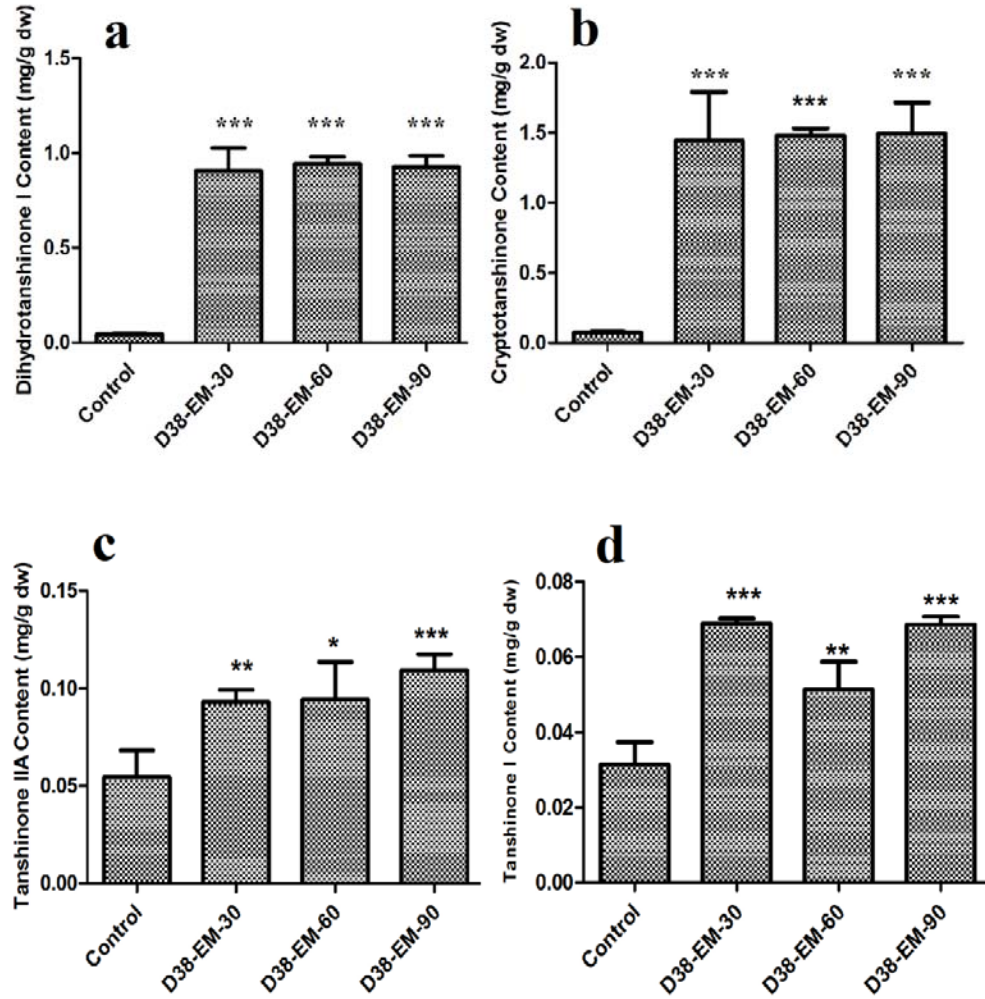 a
Dihydrotanshinone I Content (mg/g dw)
1.5
1.0
0.5
0.0
***
***
***
Control
D38-EM-30
D38-EM-60
D38-EM-90
b
Cryptotanshinone Content (mg/g dw)
2.0
1.5
1.0
0.5
0.0
***
***
***
Control
D38-EM-30
D38-EM-60
D38-EM-90
c
Tanshinone IIA Content (mg/g dw)
0.15
0.10
0.05
0.00
**
*
***
Control
D38-EM-30
D38-EM-60
D38-EM-90
d
Tanshinone I Content (mg/g dw)
0.08
0.06
0.04
0.02
0.00
***
**
***
Control
D38-EM-30
D38-EM-60
D38-EM-90